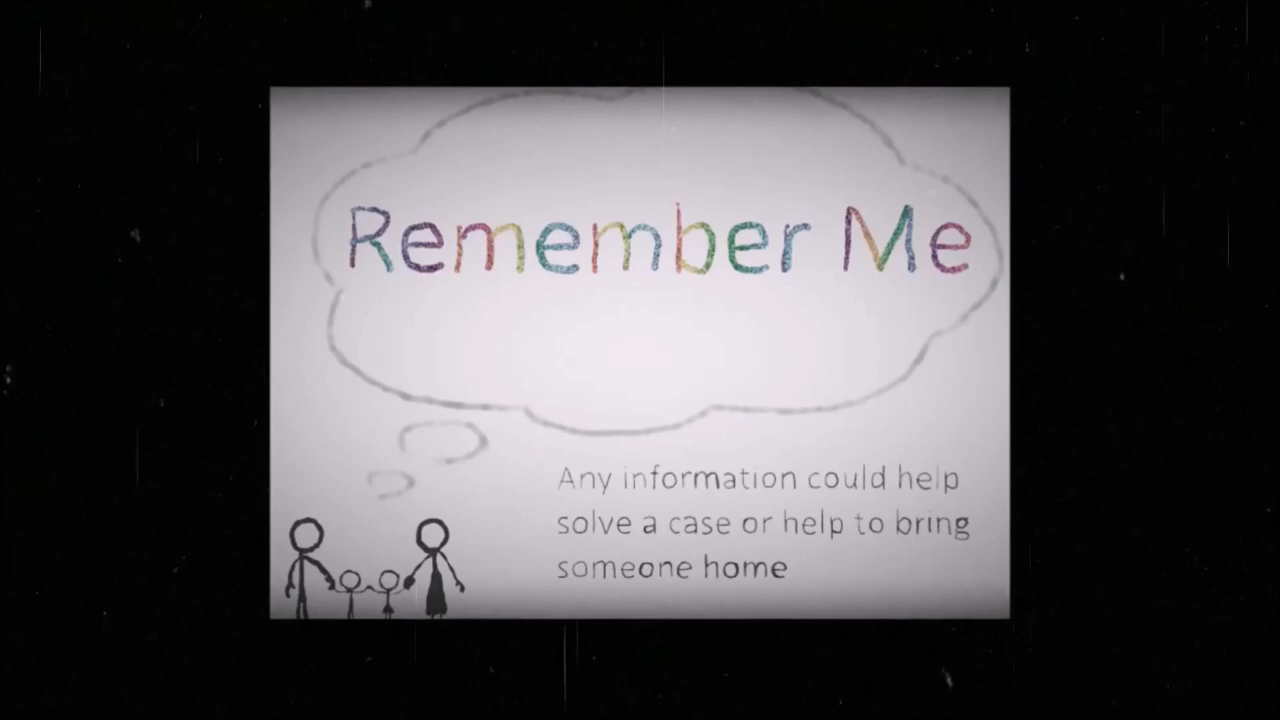 Remember Me
Any information could help
solve a case or help to bring
someone home